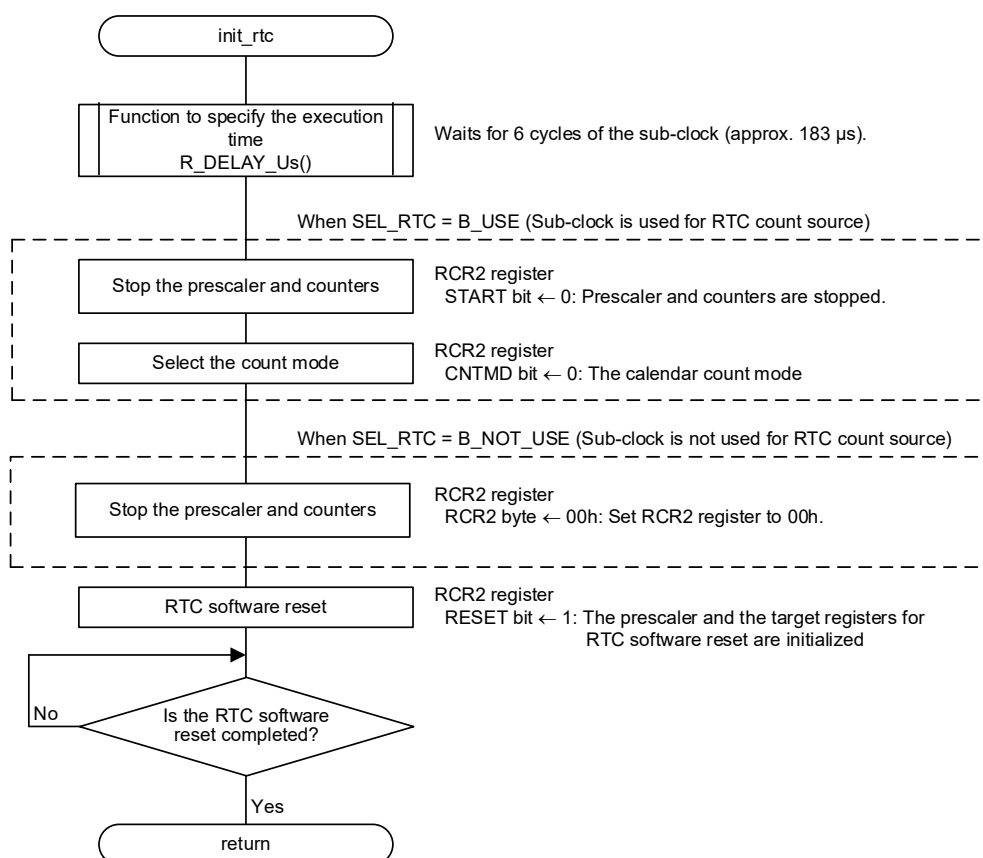 init_rtc
Function to specify the execution
time
R_DELAY_Us()
Waits for 6 cycles of the sub-clock (approx. 183 µs).
When SEL_RTC = B_USE (Sub-clock is used for RTC count source)
Stop the prescaler and counters
RCR2 register
START bit ← 0: Prescaler and counters are stopped.
Select the count mode
RCR2 register
CNTMD bit ← 0: The calendar count mode
When SEL_RTC = B_NOT_USE (Sub-clock is not used for RTC count source)
Stop the prescaler and counters
RCR2 register
RCR2 byte ← 00h: Set RCR2 register to 00h.
RTC software reset
RCR2 register
RESET bit ← 1: The prescaler and the target registers for
RTC software reset are initialized
No
Is the RTC software
reset completed?
Yes
return